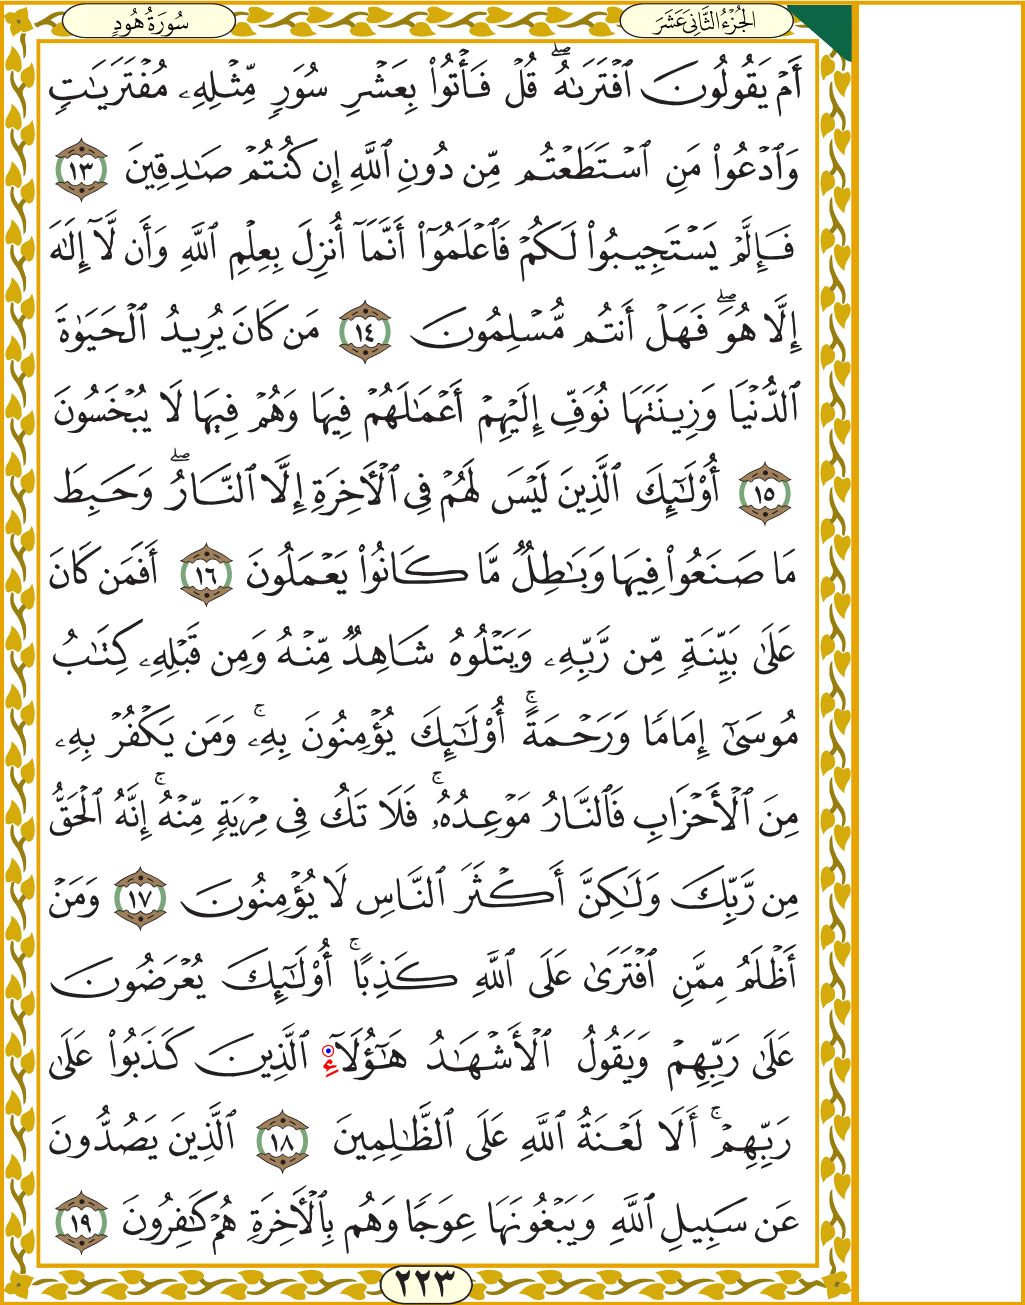 الجُزْءُ الثَّانِيَ عَشَرَ
سُورَةُ هُودٍ
أَمْ يَقُولُونَ ٱفْتَرَىٰهُۖ قُلْ فَأْتُوا۟ بِعَشْرِ سُوَرٍ مِّثْلِهِۦ مُفْتَرَيَـٰتٍ
وَٱدْعُوا۟ مَنِ ٱسْتَطَعْتُم مِّن دُونِ ٱللَّهِ إِن كُنتُمْ صَـٰدِقِينَ ١٣
فَإِلَّمْ يَسْتَجِيبُوا۟ لَكُمْ فَٱعْلَمُوٓا۟ أَنَّمَآ أُنزِلَ بِعِلْمِ ٱللَّهِ وَأَن لَّآ إِلَـٰهَ
إِلَّا هُوَۖ فَهَلْ أَنتُم مُّسْلِمُونَ ١٤ مَن كَانَ يُرِيدُ ٱلْحَيَوٰةَ
ٱلدُّنْيَا وَزِينَتَهَا نُوَفِّ إِلَيْهِمْ أَعْمَـٰلَهُمْ فِيهَا وَهُمْ فِيهَا لَا يُبْخَسُونَ
١٥ أُو۟لَـٰٓئِكَ ٱلَّذِينَ لَيْسَ لَهُمْ فِى ٱلْـَٔاخِرَةِ إِلَّا ٱلنَّارُۖ وَحَبِطَ
مَا صَنَعُوا۟ فِيهَا وَبَـٰطِلٌ مَّا كَانُوا۟ يَعْمَلُونَ ١٦ أَفَمَن كَانَ
عَلَىٰ بَيِّنَةٍ مِّن رَّبِّهِۦ وَيَتْلُوهُ شَاهِدٌ مِّنْهُ وَمِن قَبْلِهِۦ كِتَـٰبُ
مُوسَىٰٓ إِمَامًا وَرَحْمَةًۚ أُو۟لَـٰٓئِكَ يُؤْمِنُونَ بِهِۦۚ وَمَن يَكْفُرْ بِهِۦ
مِنَ ٱلْأَحْزَابِ فَٱلنَّارُ مَوْعِدُهُۥۚ فَلَا تَكُ فِى مِرْيَةٍ مِّنْهُۚ إِنَّهُ ٱلْحَقُّ
مِن رَّبِّكَ وَلَـٰكِنَّ أَكْثَرَ ٱلنَّاسِ لَا يُؤْمِنُونَ ١٧ وَمَنْ
أَظْلَمُ مِمَّنِ ٱفْتَرَىٰ عَلَى ٱللَّهِ كَذِبًاۚ أُو۟لَـٰٓئِكَ يُعْرَضُونَ
عَلَىٰ رَبِّهِمْ وَيَقُولُ ٱلْأَشْهَـٰدُ هَـٰٓؤُلَآءِ ٱلَّذِينَ كَذَبُوا۟ عَلَىٰ
رَبِّهِمْۚ أَلَا لَعْنَةُ ٱللَّهِ عَلَى ٱلظَّـٰلِمِينَ ١٨ ٱلَّذِينَ يَصُدُّونَ
عَن سَبِيلِ ٱللَّهِ وَيَبْغُونَهَا عِوَجًا وَهُم بِٱلْـَٔاخِرَةِ هُمْ كَـٰفِرُونَ ١٩
٢٢٣